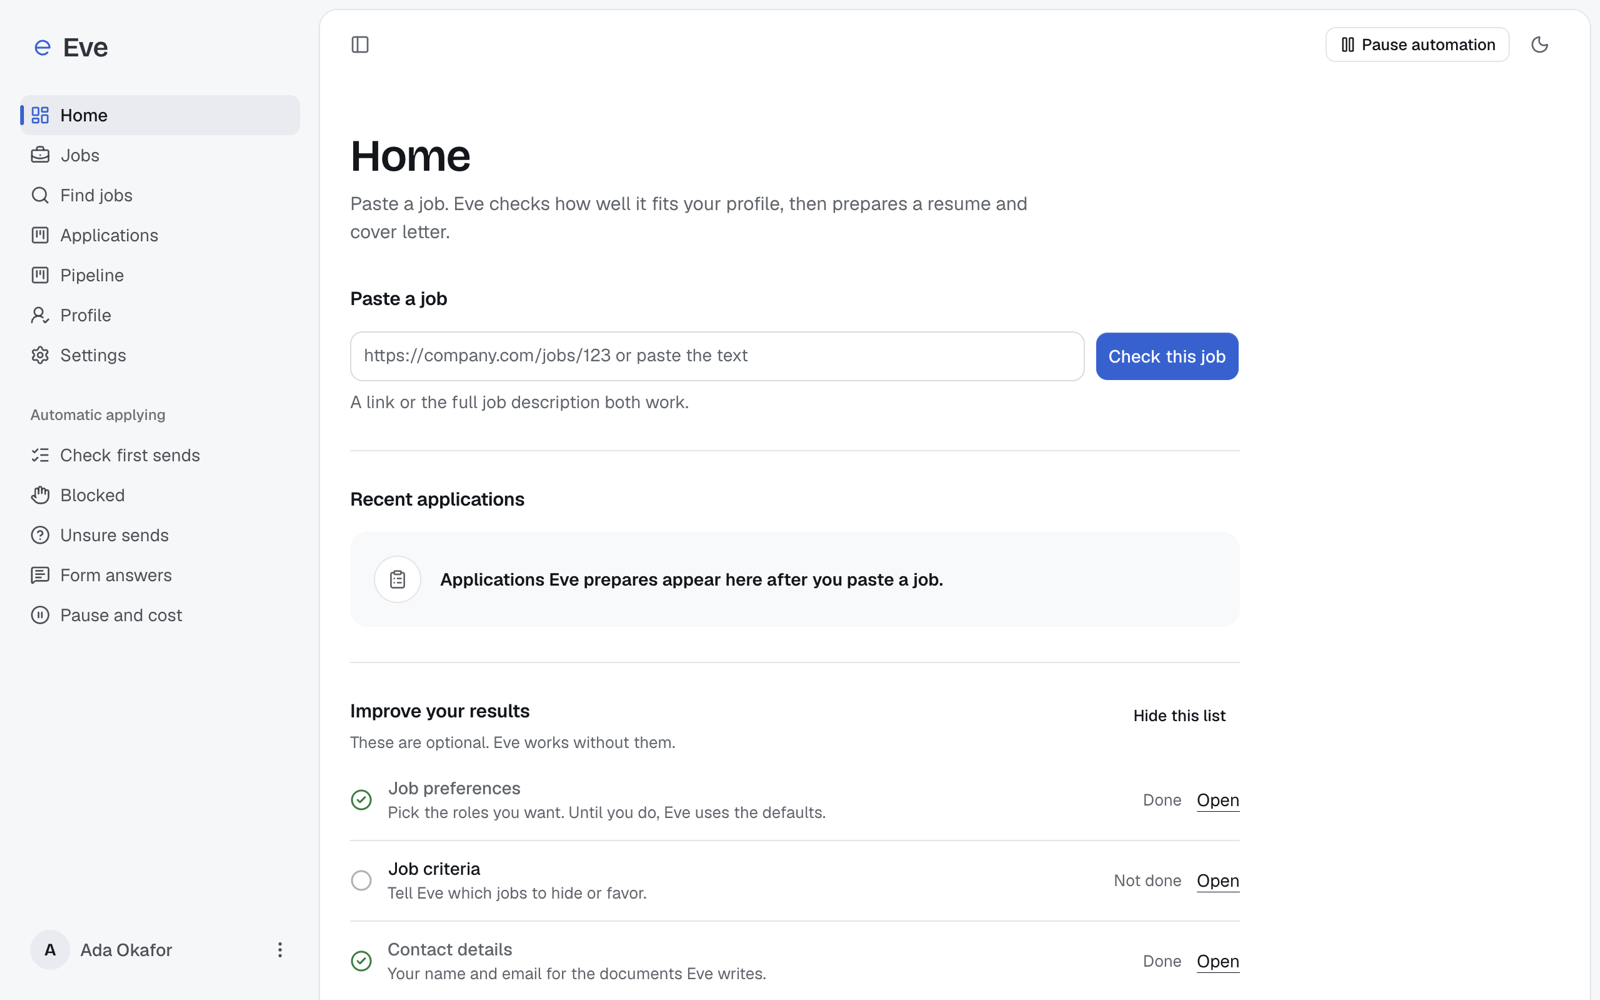 Eve
Home
Jobs
Find jobs
Applications
Pipeline
Profile
Settings
Automatic applying
Check first sends
Blocked
Unsure sends
Form answers
Pause and cost
A
Ada Okafor
Pause automation
Home
Paste a job. Eve checks how well it fits your profile, then prepares a resume and
cover letter.
Paste a job
https://company.com/jobs/123 or paste the text
Check this job
A link or the full job description both work.
Recent applications
Applications Eve prepares appear here after you paste a job.
Improve your results
Hide this list
These are optional. Eve works without them.
Job preferences
Pick the roles you want. Until you do, Eve uses the defaults.
Done Open
Job criteria
Tell Eve which jobs to hide or favor.
Not done Open
Contact details
Your name and email for the documents Eve writes.
Done Open